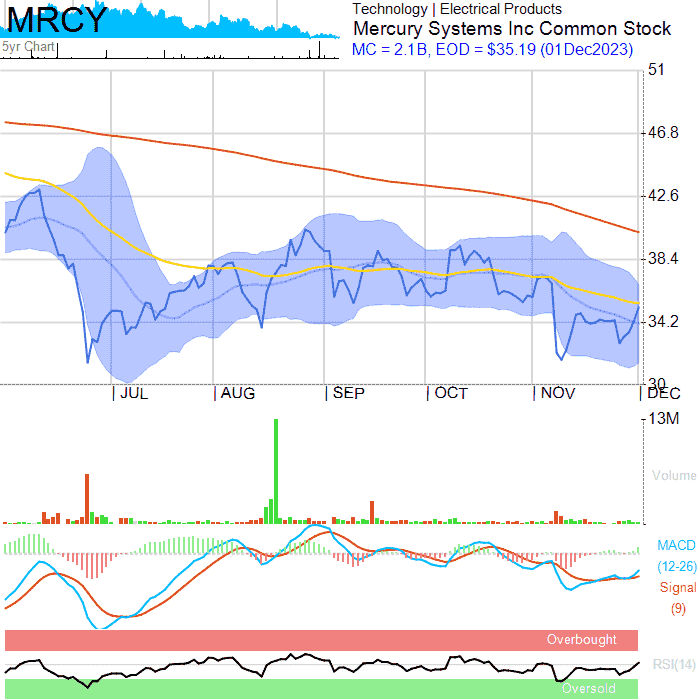 MRCY
5yr Chart
Technology | Electrical Products
Mercury Systems Inc Common Stock
MC = 2.1B, EOD = $35.19 (01Dec2023)
51
46.8
42.6
38.4
34.2
30
JUL AUG SEP OCT NOV DEC
13M
Volume
MACD
(12-26)
Signal
(9)
Overbought
RSI(14)
Oversold